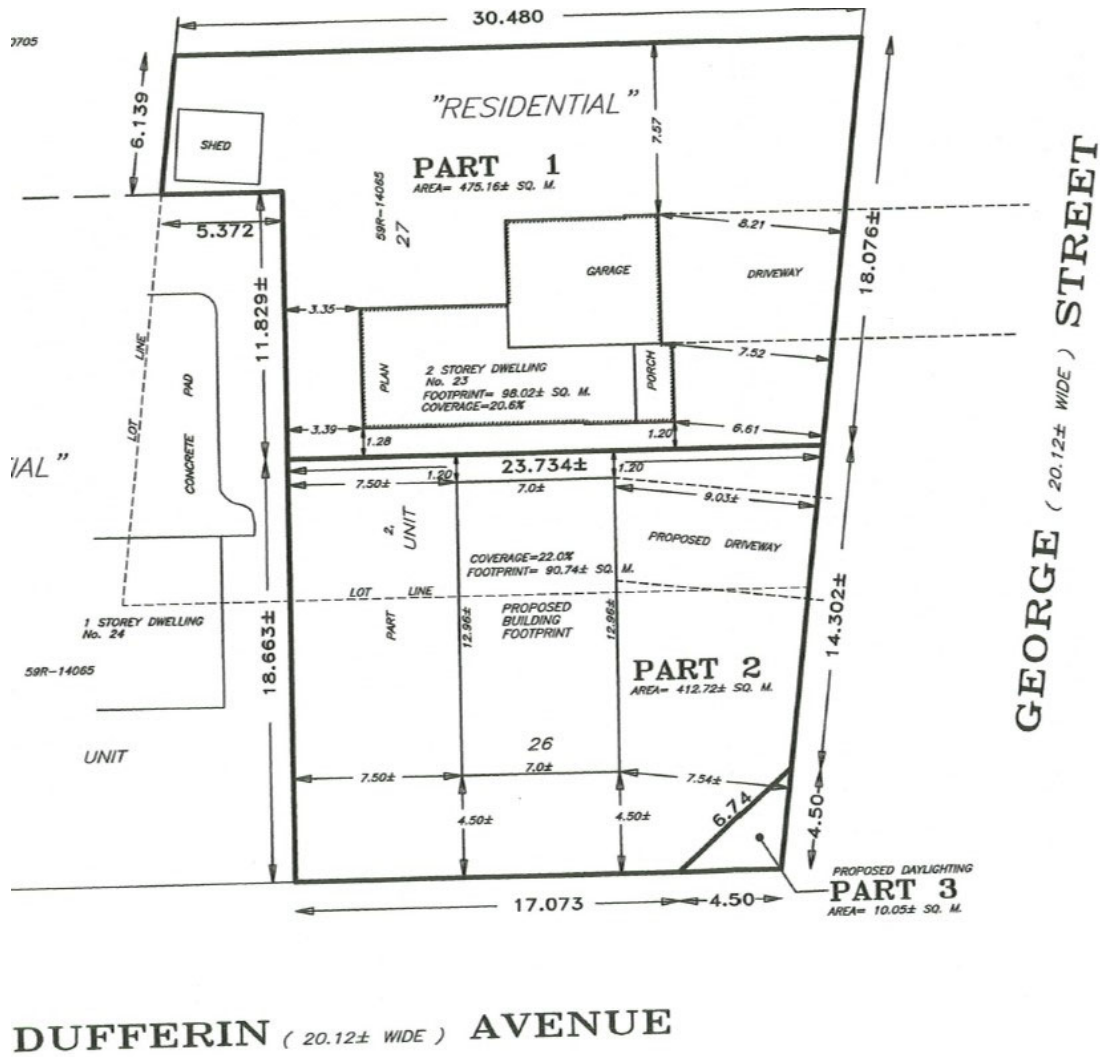 30.480
0705
6.139
SHED
"RESIDENTIAL"
PART 1
AREA= 475.16± SQ. M.
7.57
59R-14065
27
5.372
8.21
GARAGE
DRIVEWAY
18.076±
GEORGE ( 20.12± WIDE ) STREET
11.829±
3.35
7.52
LOT LINE
CONCRETE PAD
PLAN
2 STOREY DWELLING
No. 23
FOOTPRINT= 98.02± SQ. M.
COVERAGE=20.6%
PORCH
3.39
1.28
1.20
6.61
IAL"
1.20
23.734±
1.20
7.50±
7.0±
9.03±
2,
UNIT
PROPOSED DRIVEWAY
COVERAGE=22.0%
FOOTPRINT= 90.74± SQ. M.
LOT LINE
PART
12.96±
PROPOSED
BUILDING
FOOTPRINT
12.96±
14.302±
1 STOREY DWELLING
No. 24
59R-14065
18.663±
PART 2
AREA= 412.72± SQ. M.
UNIT
26
7.50±
7.0±
7.54±
4.50±
4.50±
6.74
4.50
PROPOSED DAYLIGHTING
PART 3
AREA= 10.05± SQ. M.
17.073
4.50
DUFFERIN ( 20.12± WIDE ) AVENUE